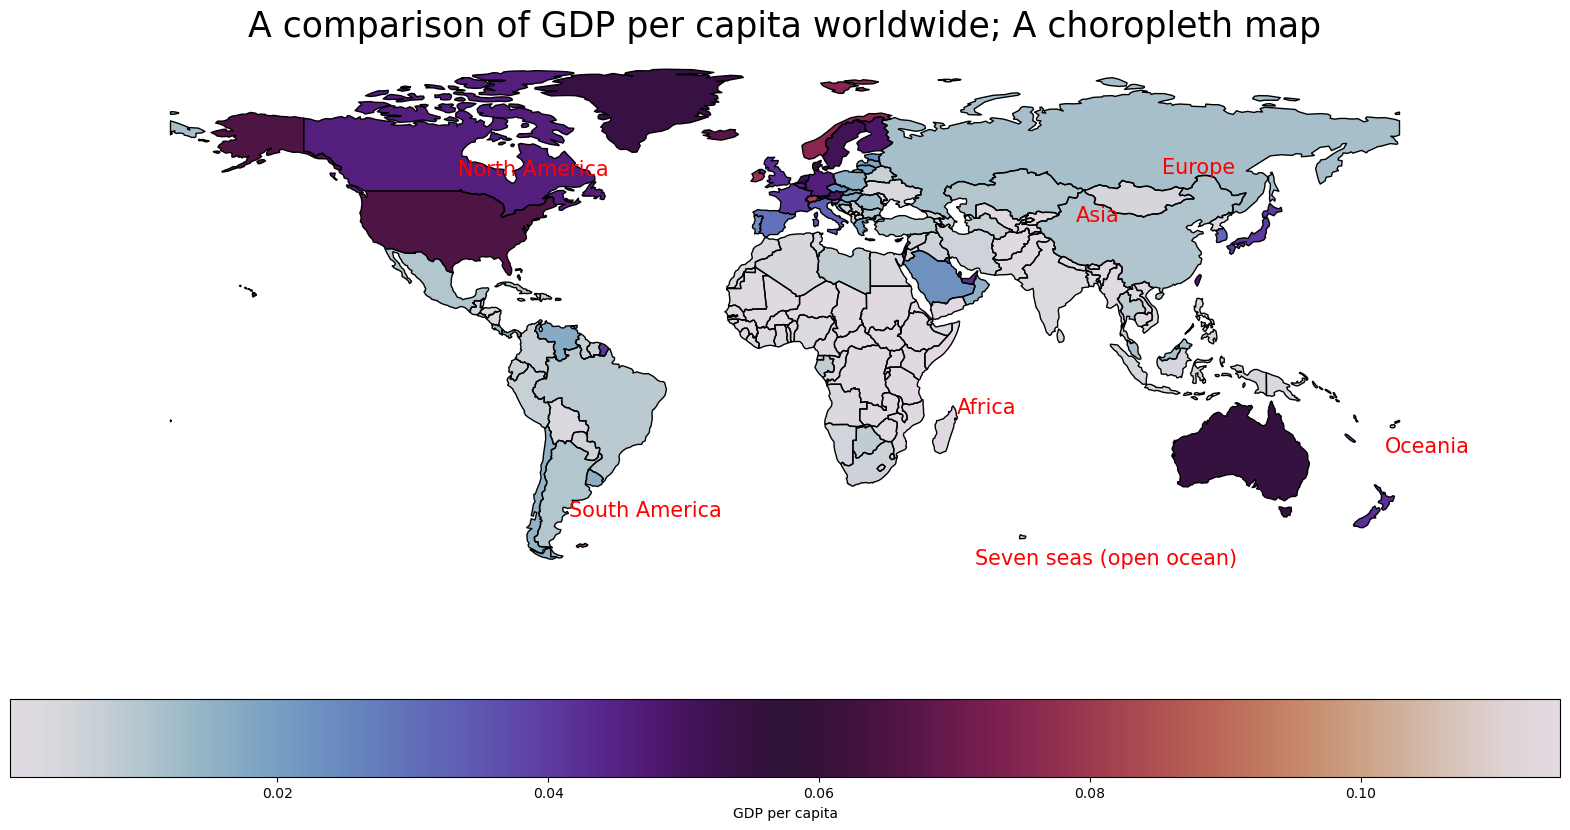 A comparison of GDP per capita worldwide; A choropleth map
North America
Europe
Asia
Africa
Oceania
South America
Seven seas (open ocean)
0.02 0.04 0.06 0.08 0.10
GDP per capita